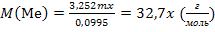 M(Me) = 3,252mx / 0,0995 = 32,7x (г/моль)